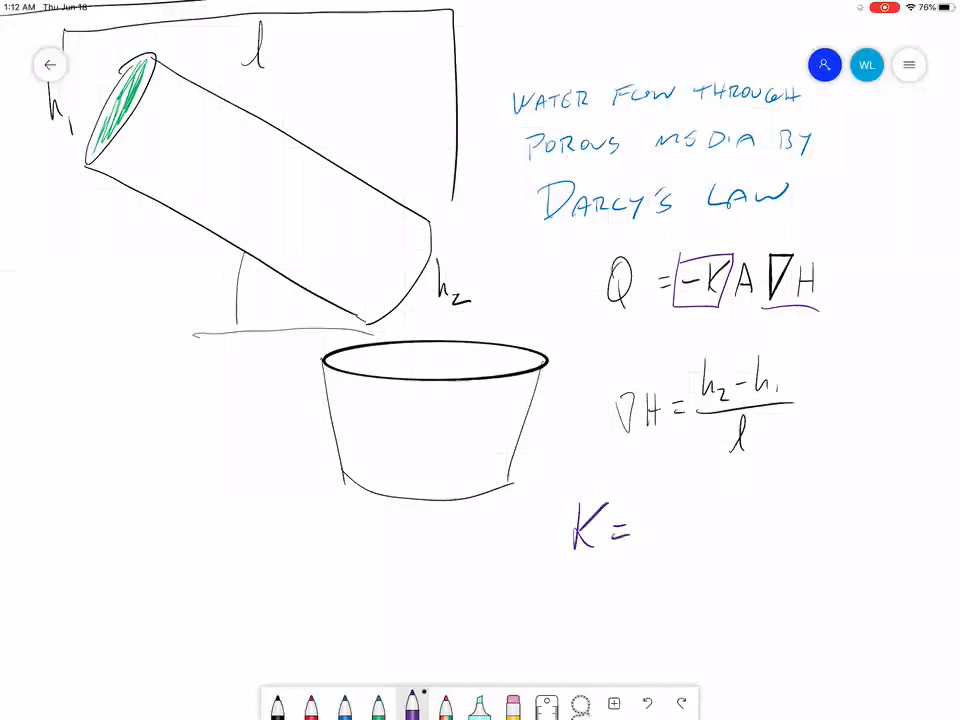 1:12 AM Thu Jun 18
76%
l
h1
WL
WATER FLOW THROUGH
POROUS MEDIA BY
DARCY'S LAW
Q = -K A ∇H
h2
∇H = h2 - h1
l
K =